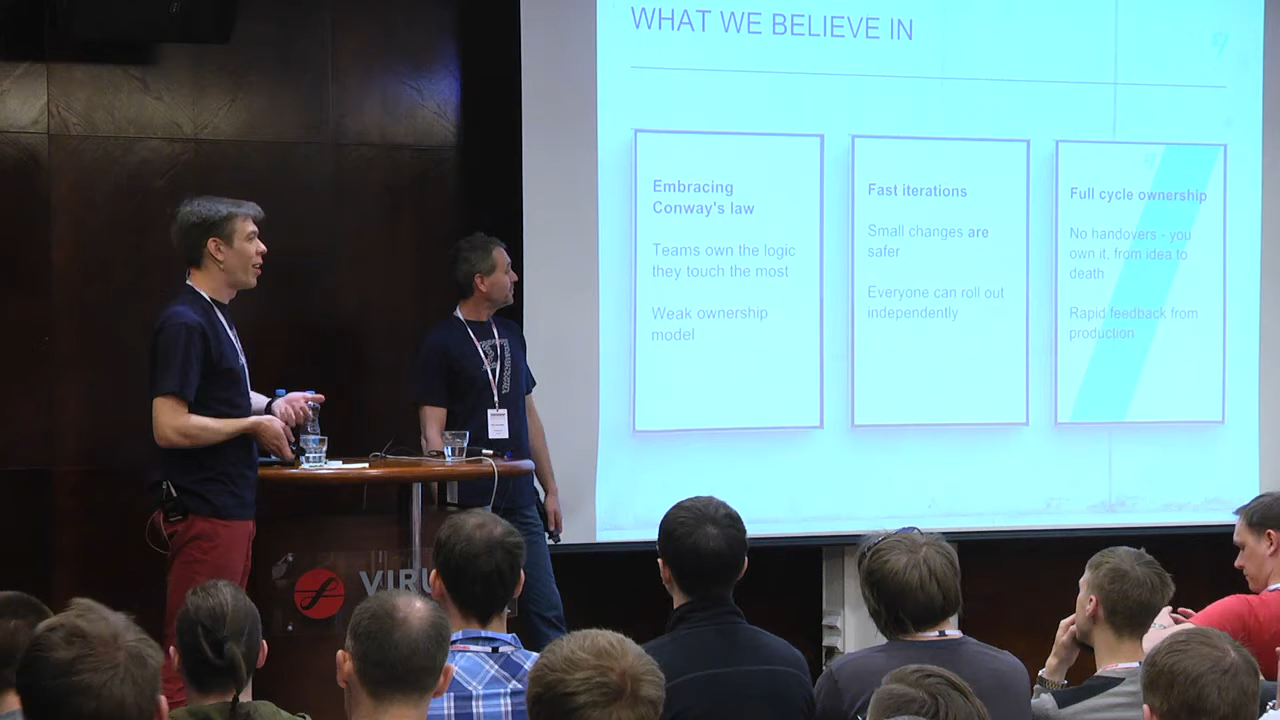 WHAT WE BELIEVE IN
Embracing
Conway's law
Teams own the logic
they touch the most
Weak ownership
model
Fast iterations
Small changes are
safer
Everyone can roll out
independently
Full cycle ownership
No handovers - you
own it, from idea to
death
Rapid feedback from
production
VIRU